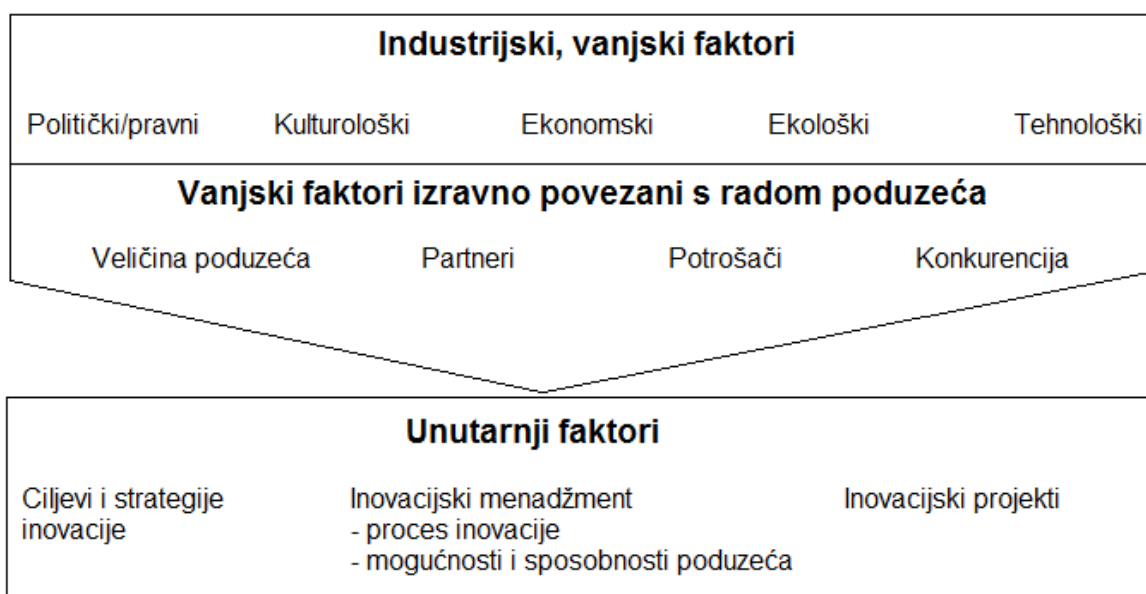 Industrijski, vanjski faktori
Politički/pravni Kulturološki Ekonomski Ekološki Tehnološki
Vanjski faktori izravno povezani s radom poduzeća
Veličina poduzeća Partneri Potrošači Konkurencija
Unutarnji faktori
Ciljevi i strategije inovacije
Inovacijski menadžment
- proces inovacije
- mogućnosti i sposobnosti poduzeća
Inovacijski projekti